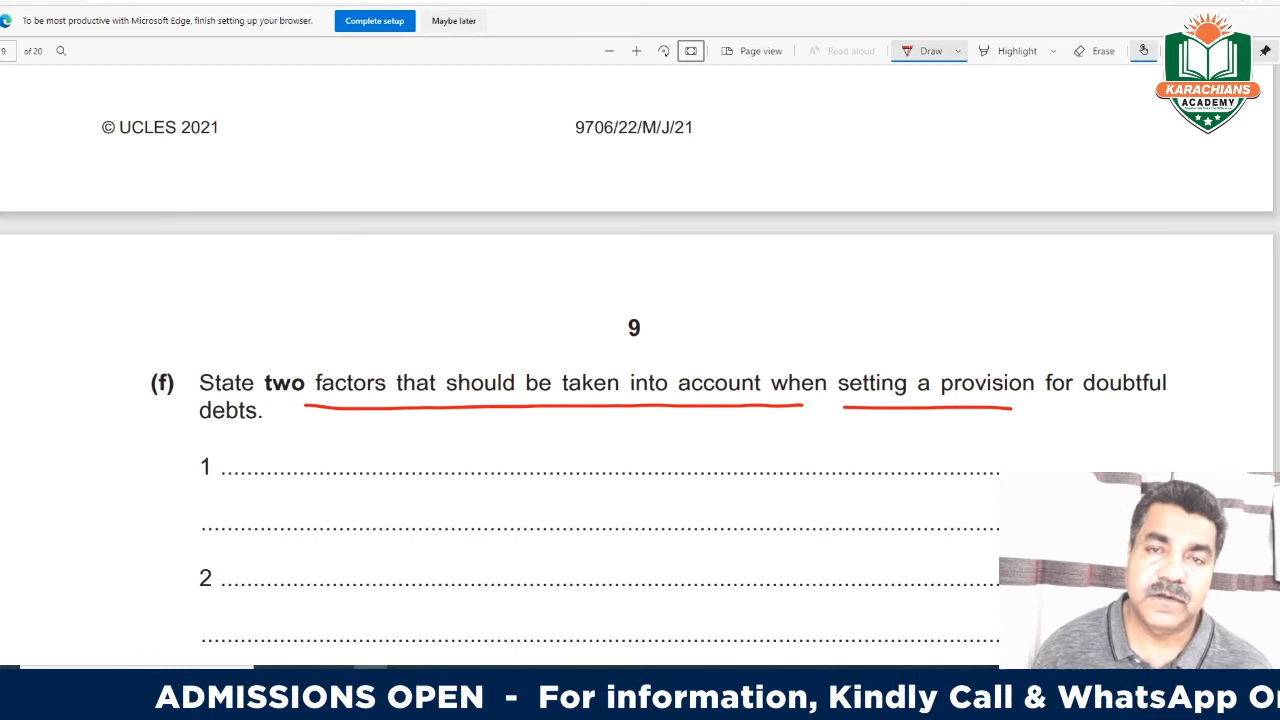 To be most productive with Microsoft Edge, finish setting up your browser. Complete setup Maybe later
9 of 20 Page view Read aloud Draw Highlight Erase
KARACHIANS
ACADEMY
© UCLES 2021 9706/22/M/J/21
9
(f) State two factors that should be taken into account when setting a provision for doubtful
debts.
1 ........................................................................................................................
........................................................................................................................
2 ........................................................................................................................
........................................................................................................................
ADMISSIONS OPEN - For information, Kindly Call & WhatsApp O